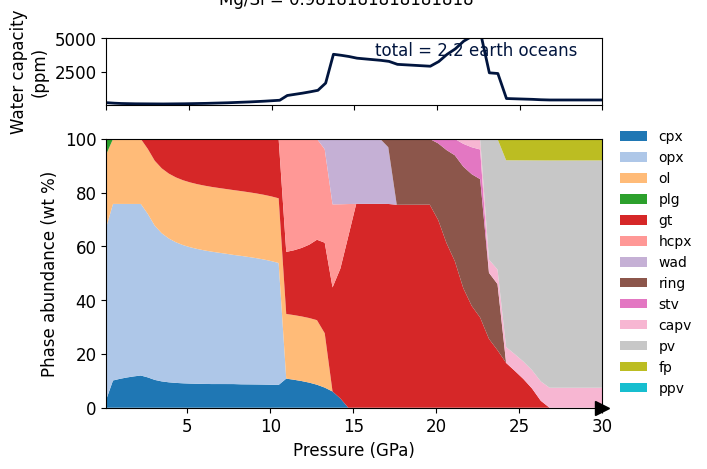 Mg/Si = 0.9818181818181818
5000
2500
Water capacity
(ppm)
total = 2.2 earth oceans
100
80
60
40
20
0
Phase abundance (wt %)
5
10
15
20
25
30
Pressure (GPa)
cpx
opx
ol
plg
gt
hcpx
wad
ring
stv
capv
pv
fp
ppv